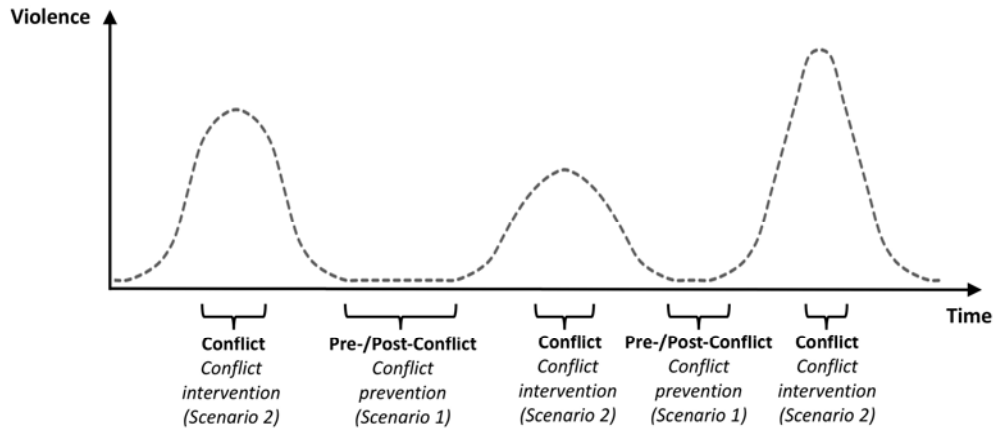 Violence
Time
Conflict
Conflict
intervention
(Scenario 2)
Pre-/Post-Conflict
Conflict
prevention
(Scenario 1)
Conflict
Conflict
intervention
(Scenario 2)
Pre-/Post-Conflict
Conflict
prevention
(Scenario 1)
Conflict
Conflict
intervention
(Scenario 2)